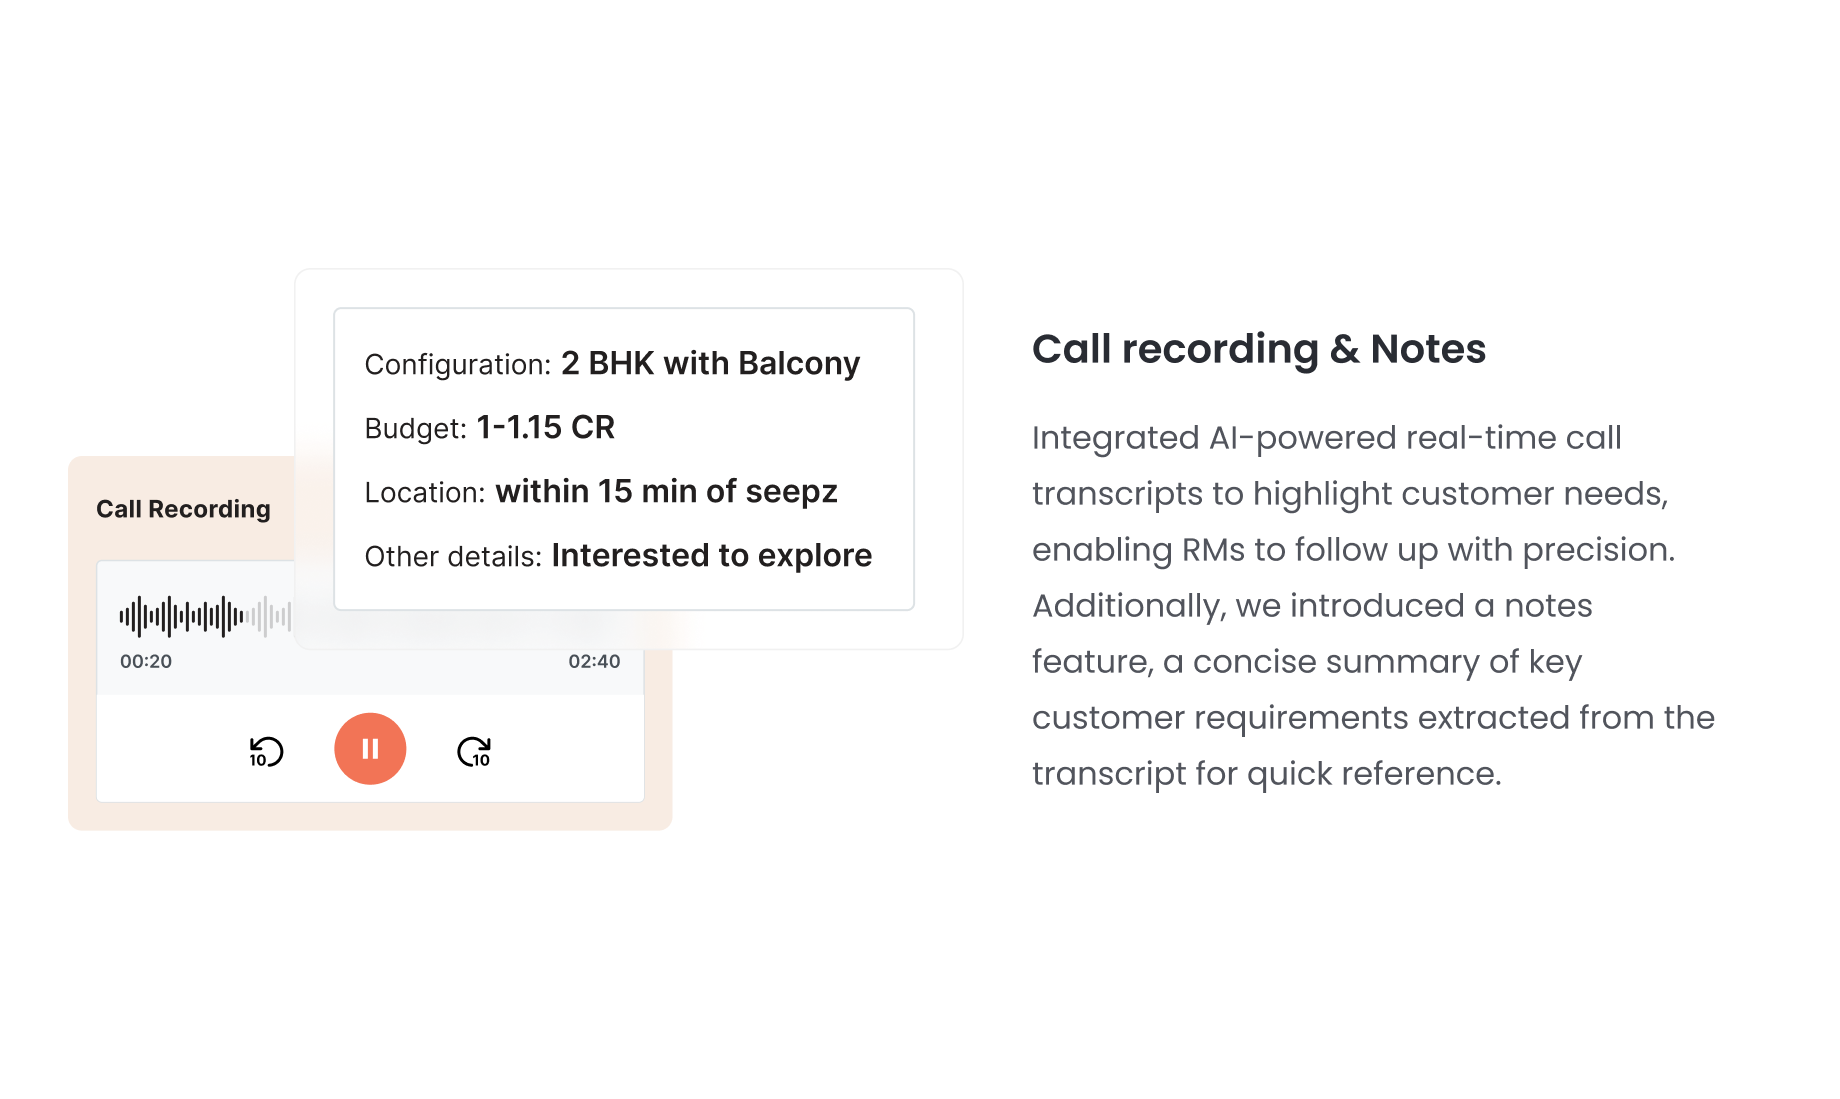 Configuration: 2 BHK with Balcony
Budget: 1-1.15 CR
Location: within 15 min of seepz
Other details: Interested to explore
Call Recording
00:20
02:40
10
10
Call recording & Notes
Integrated AI-powered real-time call
transcripts to highlight customer needs,
enabling RMs to follow up with precision.
Additionally, we introduced a notes
feature, a concise summary of key
customer requirements extracted from the
transcript for quick reference.